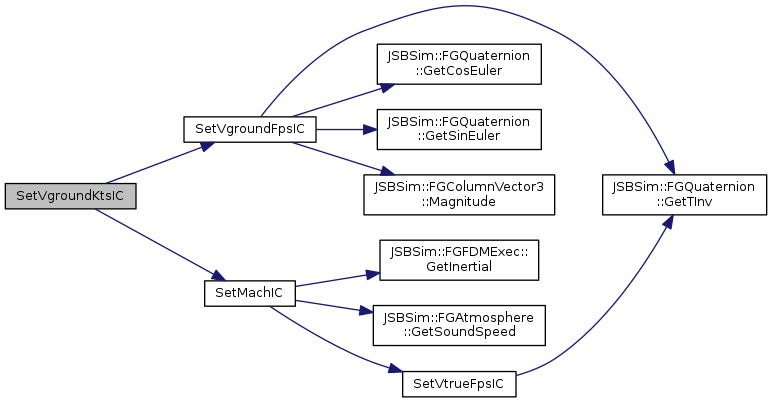 SetVgroundKtsIC
SetVgroundFpsIC
SetMachIC
JSBSim::FGQuaternion
::GetCosEuler
JSBSim::FGQuaternion
::GetSinEuler
JSBSim::FGColumnVector3
::Magnitude
JSBSim::FGFDMExec::
GetInertial
JSBSim::FGAtmosphere
::GetSoundSpeed
SetVtrueFpsIC
JSBSim::FGQuaternion
::GetTInv